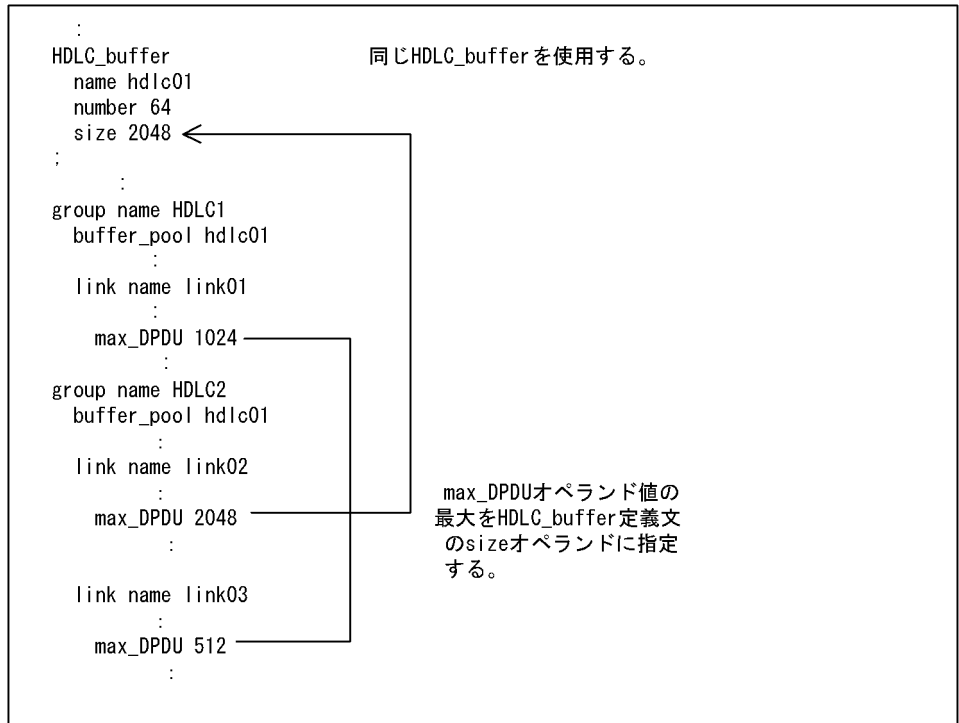 :
HDLC_buffer 同じHDLC_bufferを使用する。
name hdlc01
number 64
size 2048
;
:
group name HDLC1
buffer_pool hdlc01
:
link name link01
:
max_DPDU 1024
:
group name HDLC2
buffer_pool hdlc01
:
link name link02
:
max_DPDU 2048
:
max_DPDUオペランド値の
最大をHDLC_buffer定義文
のsizeオペランドに指定
する。
link name link03
:
max_DPDU 512
: